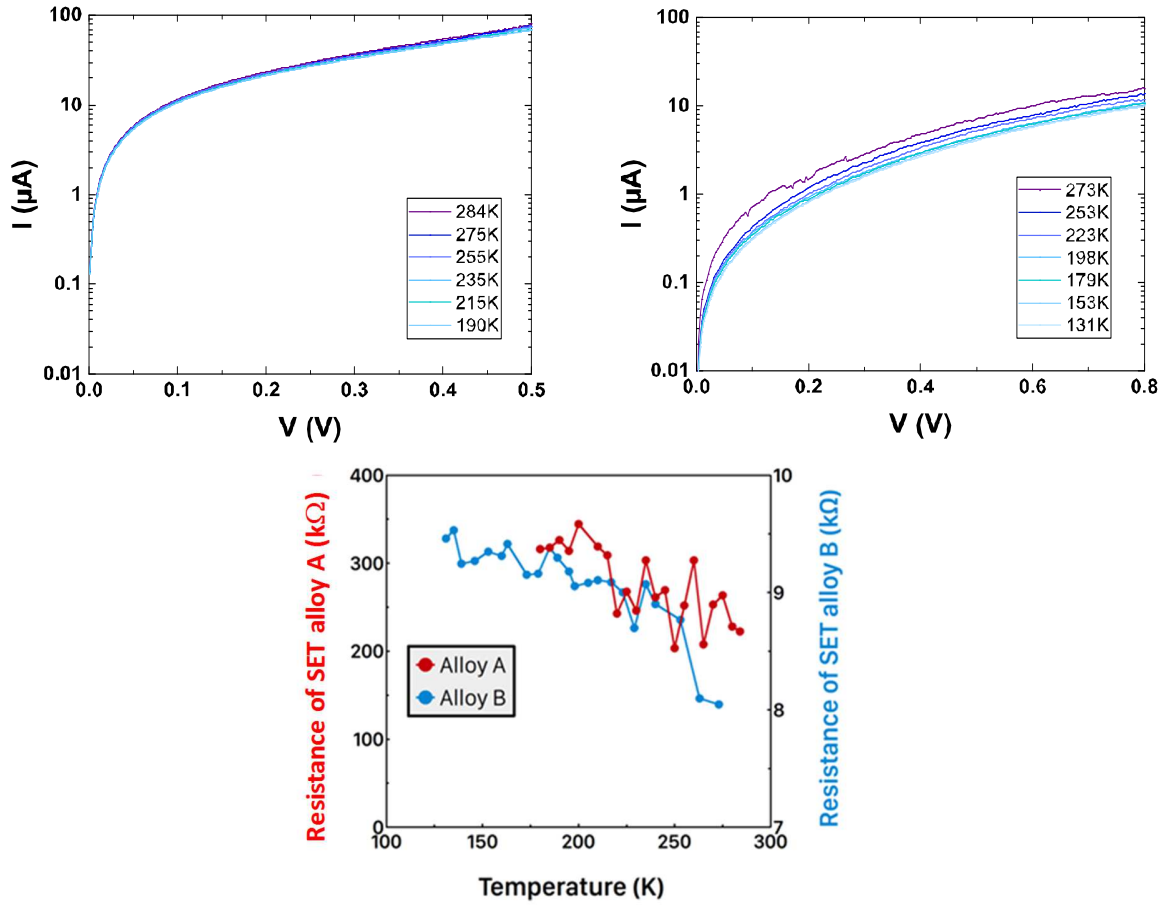 100
10
1
0.1
0.01
I (µA)
284K
275K
255K
235K
215K
190K
0.0
0.1
0.2
0.3
0.4
0.5
V (V)
100
10
1
0.1
0.01
I (µA)
273K
253K
223K
198K
179K
153K
131K
0.0
0.2
0.4
0.6
0.8
V (V)
Resistance of SET alloy A (kΩ)
400
300
200
100
0
Alloy A
Alloy B
10
9
8
7
Resistance of SET alloy B (kΩ)
100
150
200
250
300
Temperature (K)